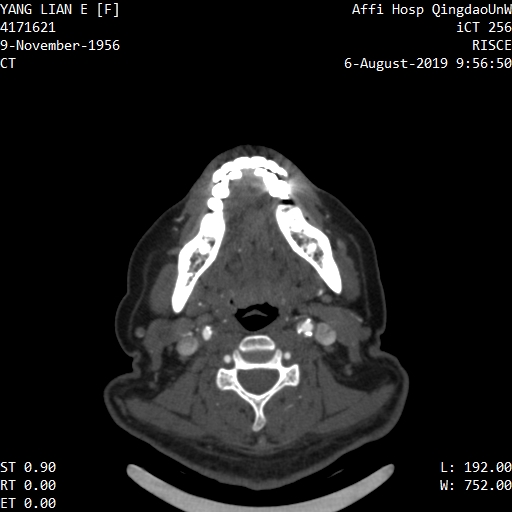 YANG LIAN E [F]
4171621
9-November-1956
CT
Affi Hosp QingdaoUnW
iCT 256
RISCE
6-August-2019 9:56:50
ST 0.90
RT 0.00
ET 0.00
L: 192.00
W: 752.00